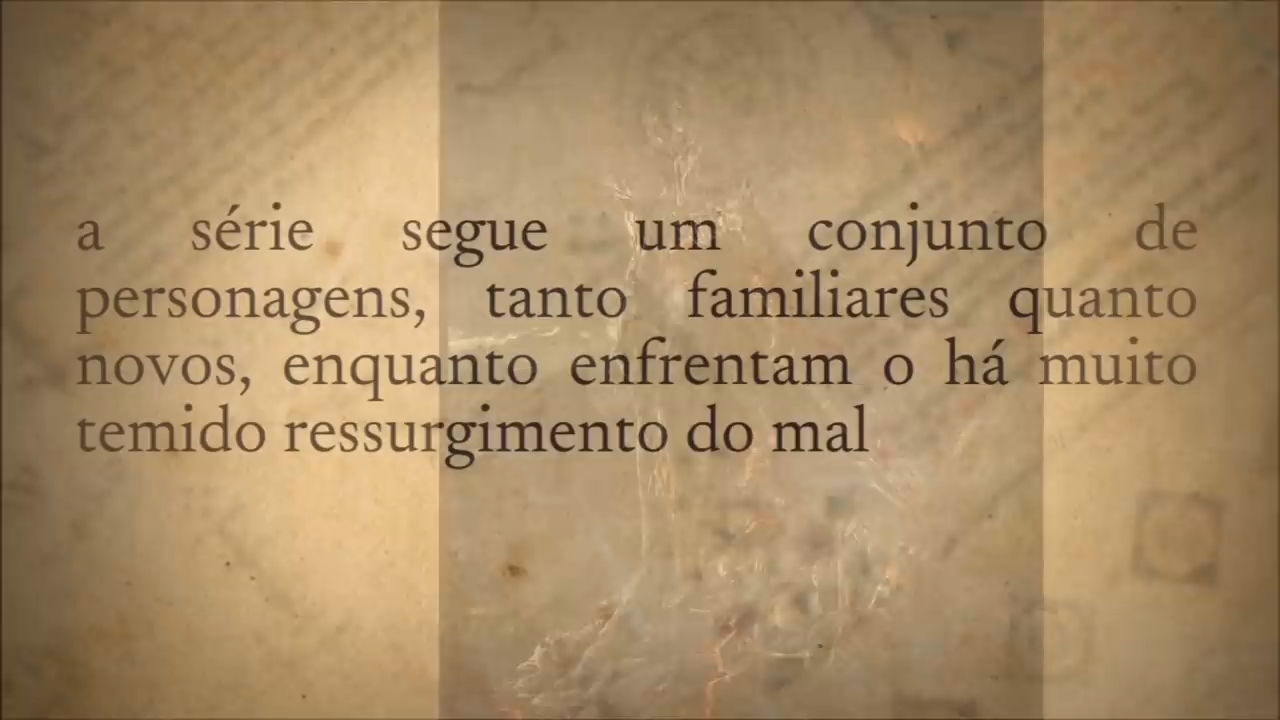 a série segue um conjunto de
personagens, tanto familiares quanto
novos, enquanto enfrentam o há muito
temido ressurgimento do mal